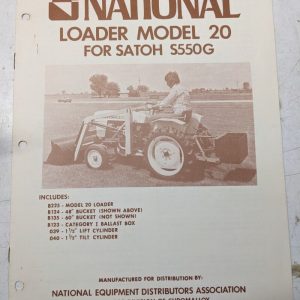 NATIONAL
LOADER MODEL 20
FOR SATOH S550G
INCLUDES:
B225 - MODEL 20 LOADER
B124 - 48" BUCKET (SHOWN ABOVE)
B135 - 60" BUCKET (NOT SHOWN)
B123 - CATEGORY I BALLAST BOX
039 - 1½" LIFT CYLINDER
040 - 1½" TILT CYLINDER
MANUFACTURED FOR DISTRIBUTION BY:
NATIONAL EQUIPMENT DISTRIBUTORS ASSOCIATION